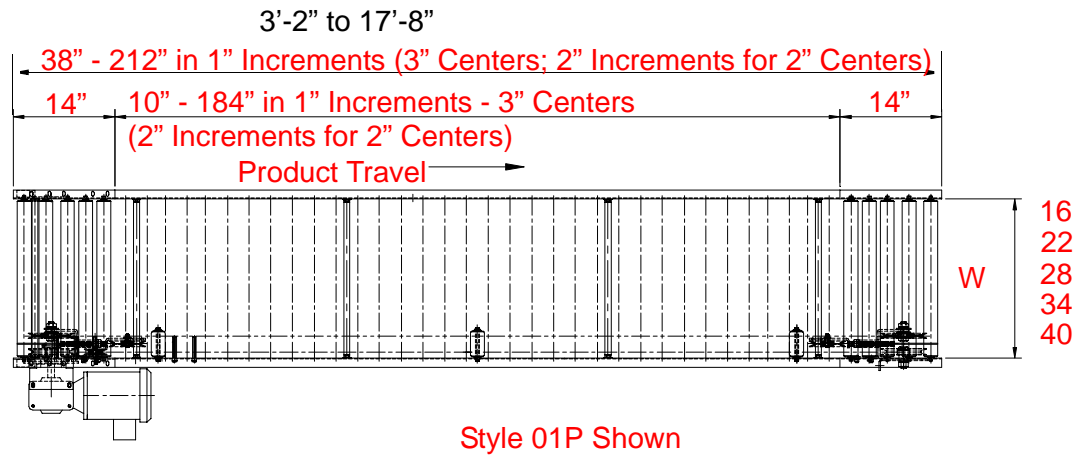 3’-2” to 17’-8”
38” - 212” in 1” Increments (3” Centers; 2” Increments for 2” Centers)
14”
10” - 184” in 1” Increments - 3” Centers
(2” Increments for 2” Centers)
14”
Product Travel
W
16
22
28
34
40
Style 01P Shown